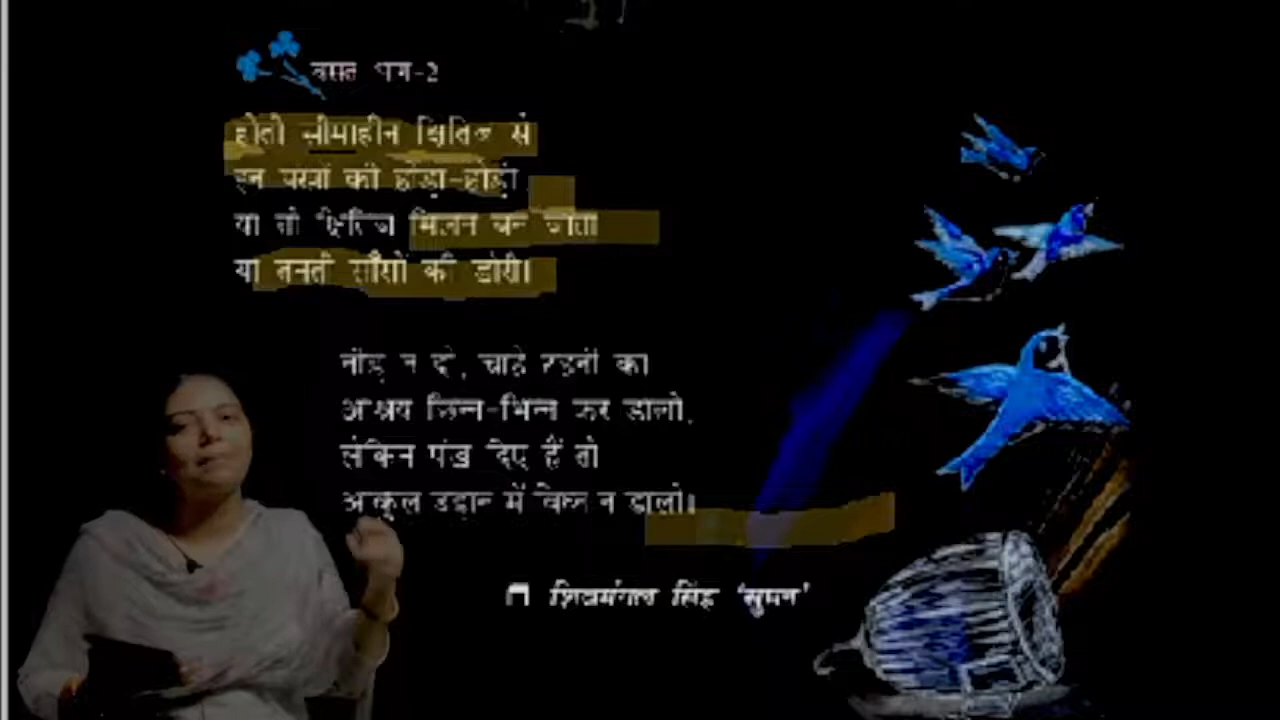 वसंत भाग-2
होती सीमाहीन क्षितिज से
इन पंखों की होड़ा-होड़ी,
या तो क्षितिज मिलन बन जाता
या तनती साँसों की डोरी।
नीड़ न दो, चाहे टहनी का
आश्रय छिन्न-भिन्न कर डालो,
लेकिन पंख दिए हैं तो
आकुल उड़ान में विघ्न न डालो।
शिवमंगल सिंह 'सुमन'